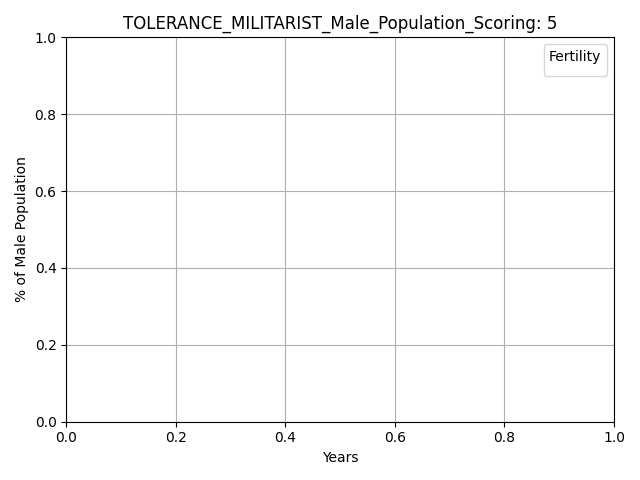 TOLERANCE_MILITARIST_Male_Population_Scoring: 5
Fertility
% of Male Population
1.0
0.8
0.6
0.4
0.2
0.0
0.0 0.2 0.4 0.6 0.8 1.0
Years